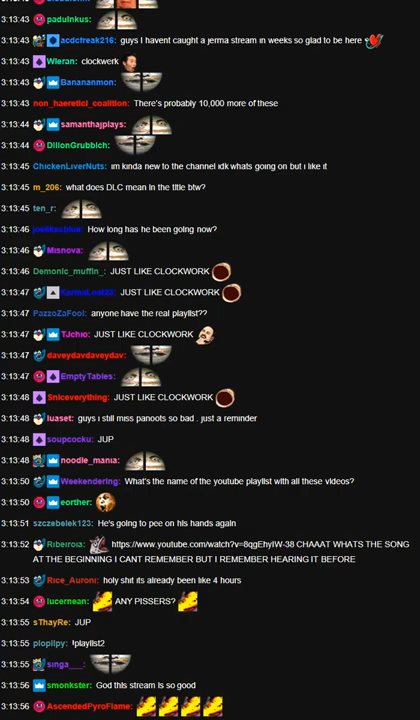 3:13:43 padulnkus:
3:13:43 acdcfreak216: guys I havent caught a jerma stream in weeks so glad to be here
3:13:43 Wleran: clockwerk
3:13:43 Banananmon:
3:13:43 non_haeretici_coalition: There's probably 10,000 more of these
3:13:44 samanthajplays:
3:13:44 DillonGrubbich:
3:13:45 ChickenLiverNuts: im kinda new to the channel idk whats going on but i like it
3:13:45 m_206: what does DLC mean in the title btw?
3:13:45 ten_r:
3:13:46 joelikesblue: How long has he been going now?
3:13:46 Misnova:
3:13:46 Demonic_muffin_: JUST LIKE CLOCKWORK
3:13:47 JUST LIKE CLOCKWORK
3:13:47 PazzoZaFool: anyone have the real playlist??
3:13:47 TJchio: JUST LIKE CLOCKWORK
3:13:47 daveydavdaveydav:
3:13:47 EmptyTables:
3:13:48 Sniceverything: JUST LIKE CLOCKWORK
3:13:48 luaset: guys i still miss panoots so bad . just a reminder
3:13:48 soupcocku: JUP
3:13:48 noodle_mania:
3:13:50 Weekendering: What's the name of the youtube playlist with all these videos?
3:13:50 eorther:
3:13:51 szczebelek123: He's going to pee on his hands again
3:13:52 Ribeiroia: https://www.youtube.com/watch?v=8qgEhyIW-38 CHAAAT WHATS THE SONG
AT THE BEGINNING I CANT REMEMBER BUT I REMEMBER HEARING IT BEFORE
3:13:53 Rice_Auroni: holy shit its already been like 4 hours
3:13:54 lucernean: ANY PISSERS?
3:13:55 sThayRe: JUP
3:13:55 plopilpy: !playlist2
3:13:55 singa___:
3:13:56 smonkster: God this stream is so good
3:13:56 AscendedPyroFlame: